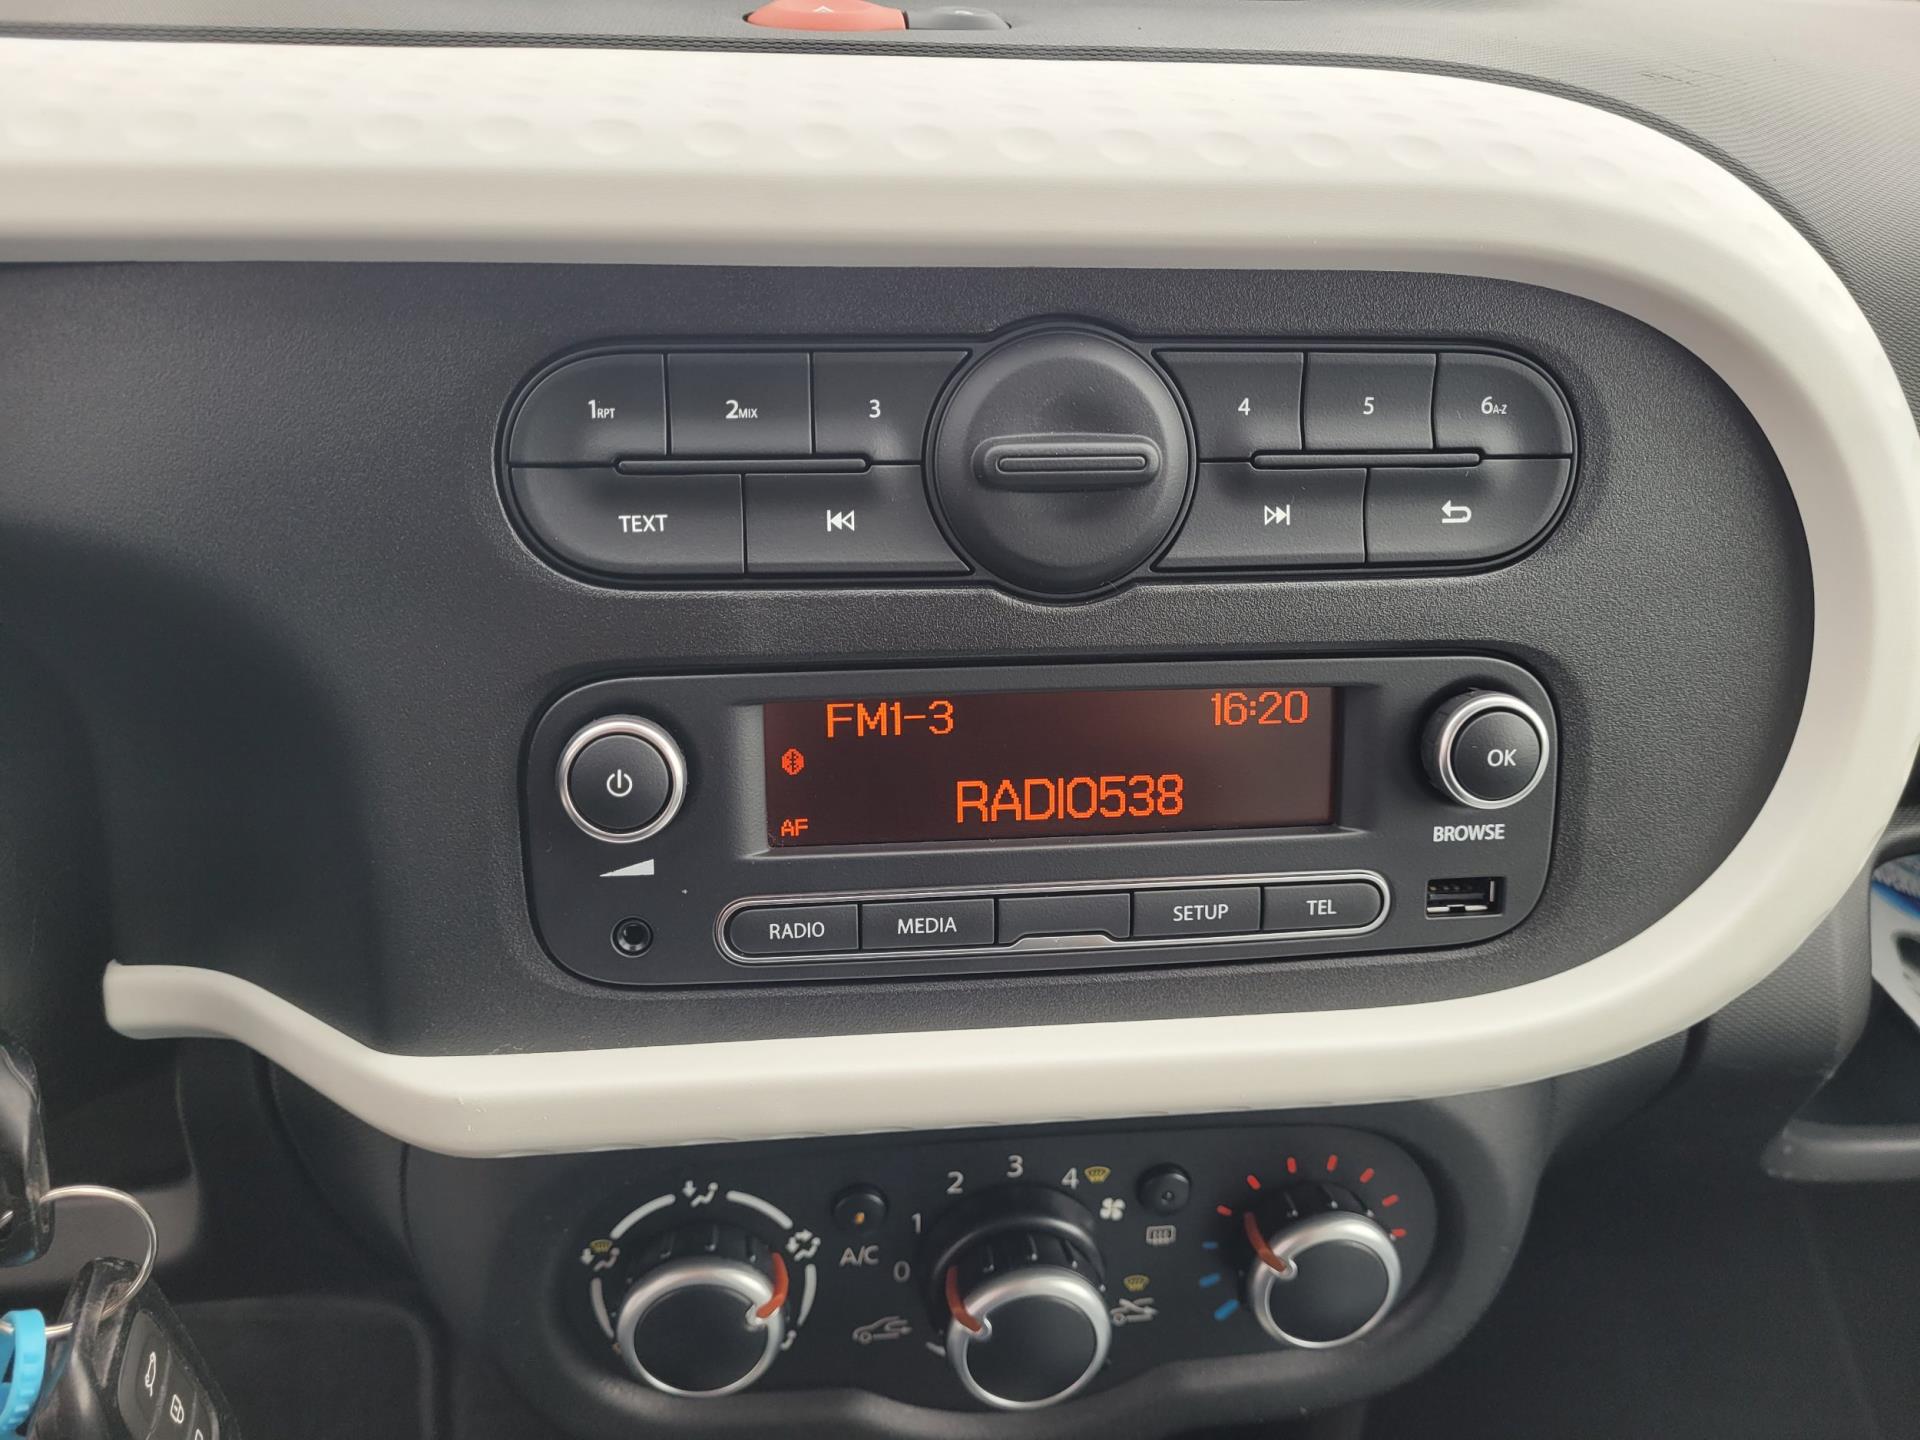 1RPT 2MIX 3 4 5 6A-Z
TEXT
FM1-3 16:20
RADIO538
AF
OK
BROWSE
RADIO MEDIA SETUP TEL
A/C 0 1 2 3 4